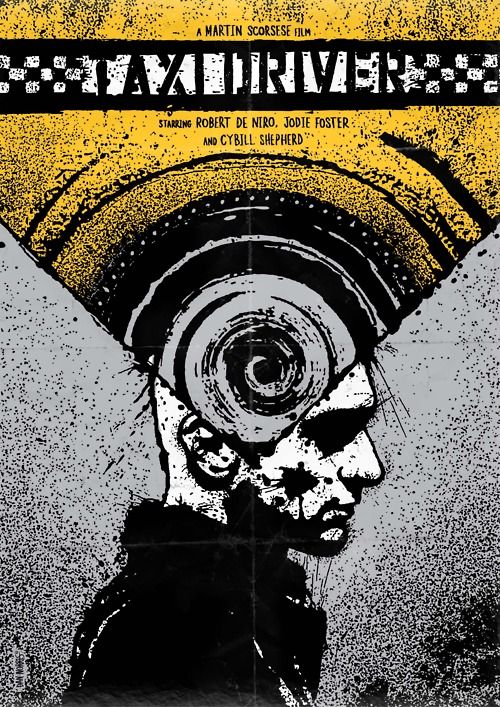 A MARTIN SCORSESE FILM
TAXI DRIVER
STARRING ROBERT DE NIRO, JODIE FOSTER
AND CYBILL SHEPHERD